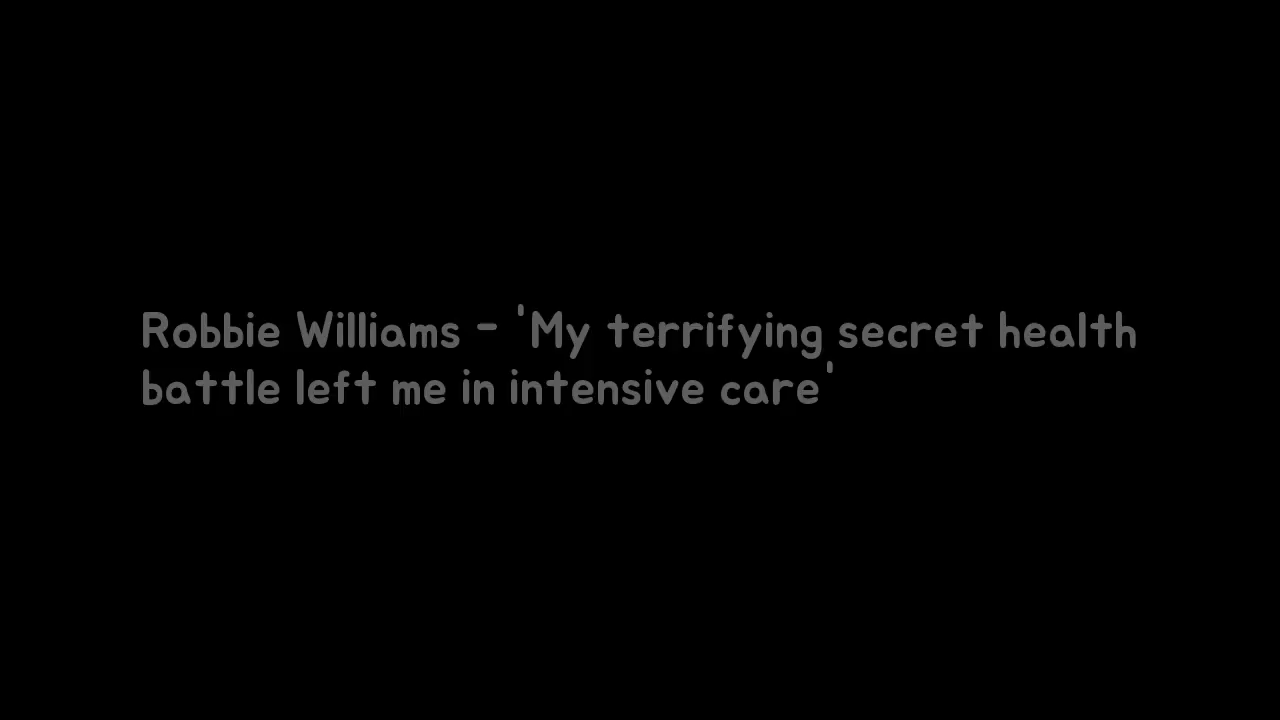 Robbie Williams - 'My terrifying secret health
battle left me in intensive care'